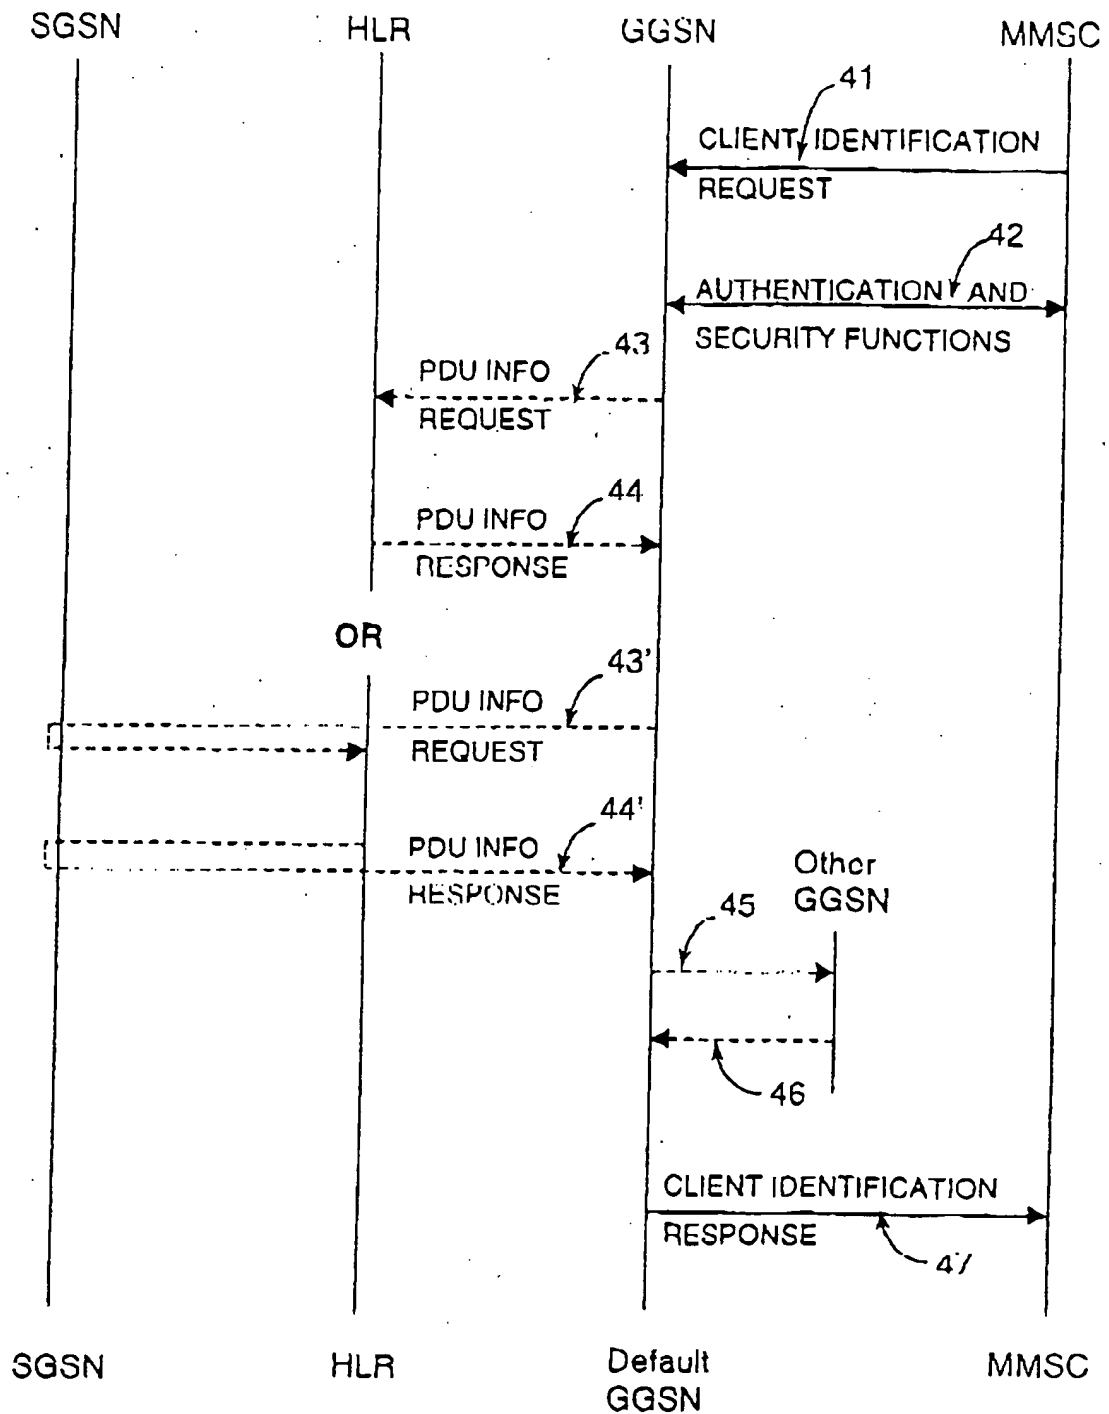 SGSN HLR GGSN MMSC
41
CLIENT IDENTIFICATION
REQUEST
42
AUTHENTICATION AND
SECURITY FUNCTIONS
43
PDU INFO
REQUEST
44
PDU INFO
RESPONSE
OR
43'
PDU INFO
REQUEST
44'
PDU INFO
RESPONSE
Other
GGSN
45
46
CLIENT IDENTIFICATION
RESPONSE
47
SGSN HLR Default GGSN MMSC